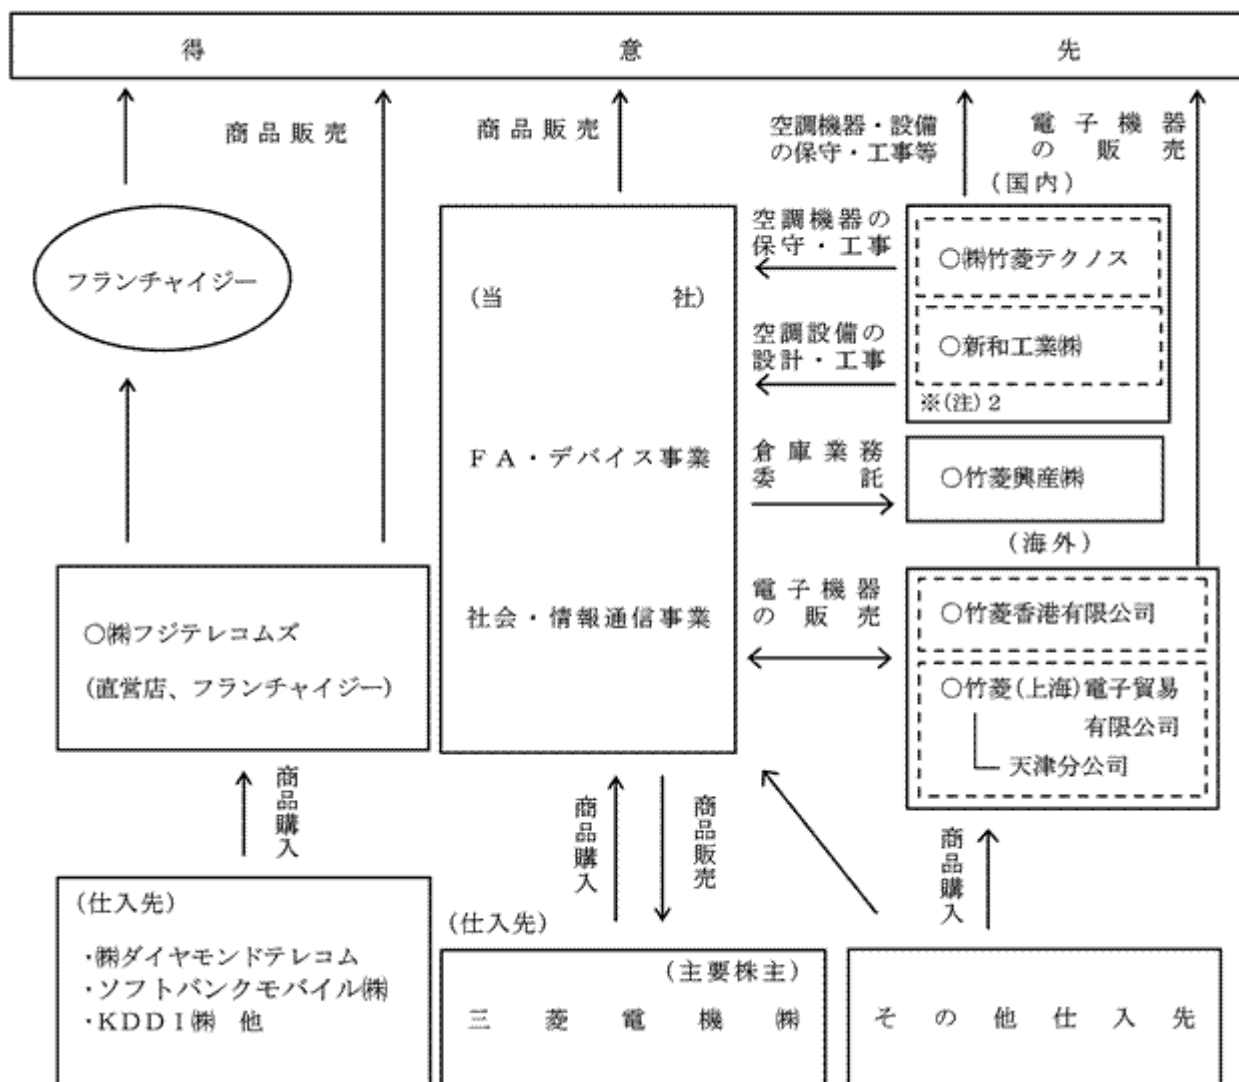 得意先
商品販売
商品販売
空調機器・設備
の保守・工事等
電子機器
の販売
(国内)
フランチャイジー
(当社)
FA・デバイス事業
社会・情報通信事業
空調機器の
保守・工事
空調設備の
設計・工事
倉庫業務
委託
電子機器
の販売
○㈱竹菱テクノス
○新和工業㈱
※(注)2
○竹菱興産㈱
(海外)
○竹菱香港有限公司
○竹菱(上海)電子貿易
有限公司
天津分公司
○㈱フジテレコムズ
(直営店、フランチャイジー)
商品購入
商品購入
商品販売
商品購入
(仕入先)
・㈱ダイヤモンドテレコム
・ソフトバンクモバイル㈱
・KDDI㈱ 他
(仕入先)
(主要株主)
三菱電機㈱
その他仕入先